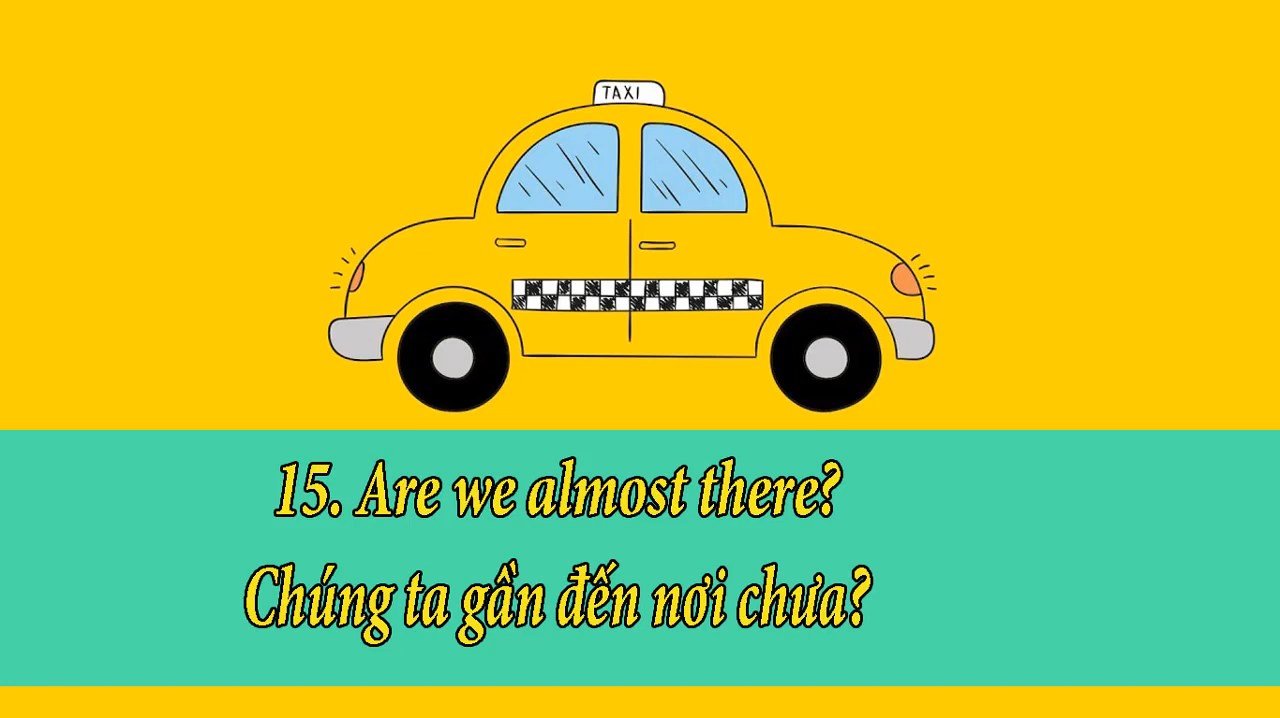 TAXI
15. Are we almost there?
Chúng ta gần đến nơi chưa?